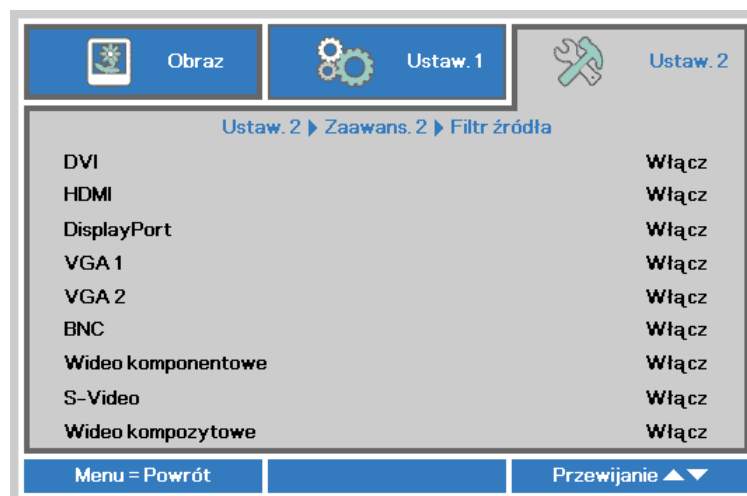 Obraz Ustaw. 1 Ustaw. 2
Ustaw. 2 Zaawans. 2 Filtr źródła
DVI Włącz
HDMI Włącz
DisplayPort Włącz
VGA 1 Włącz
VGA 2 Włącz
BNC Włącz
Wideo komponentowe Włącz
S-Video Włącz
Wideo kompozytowe Włącz
Menu = Powrót Przewijanie